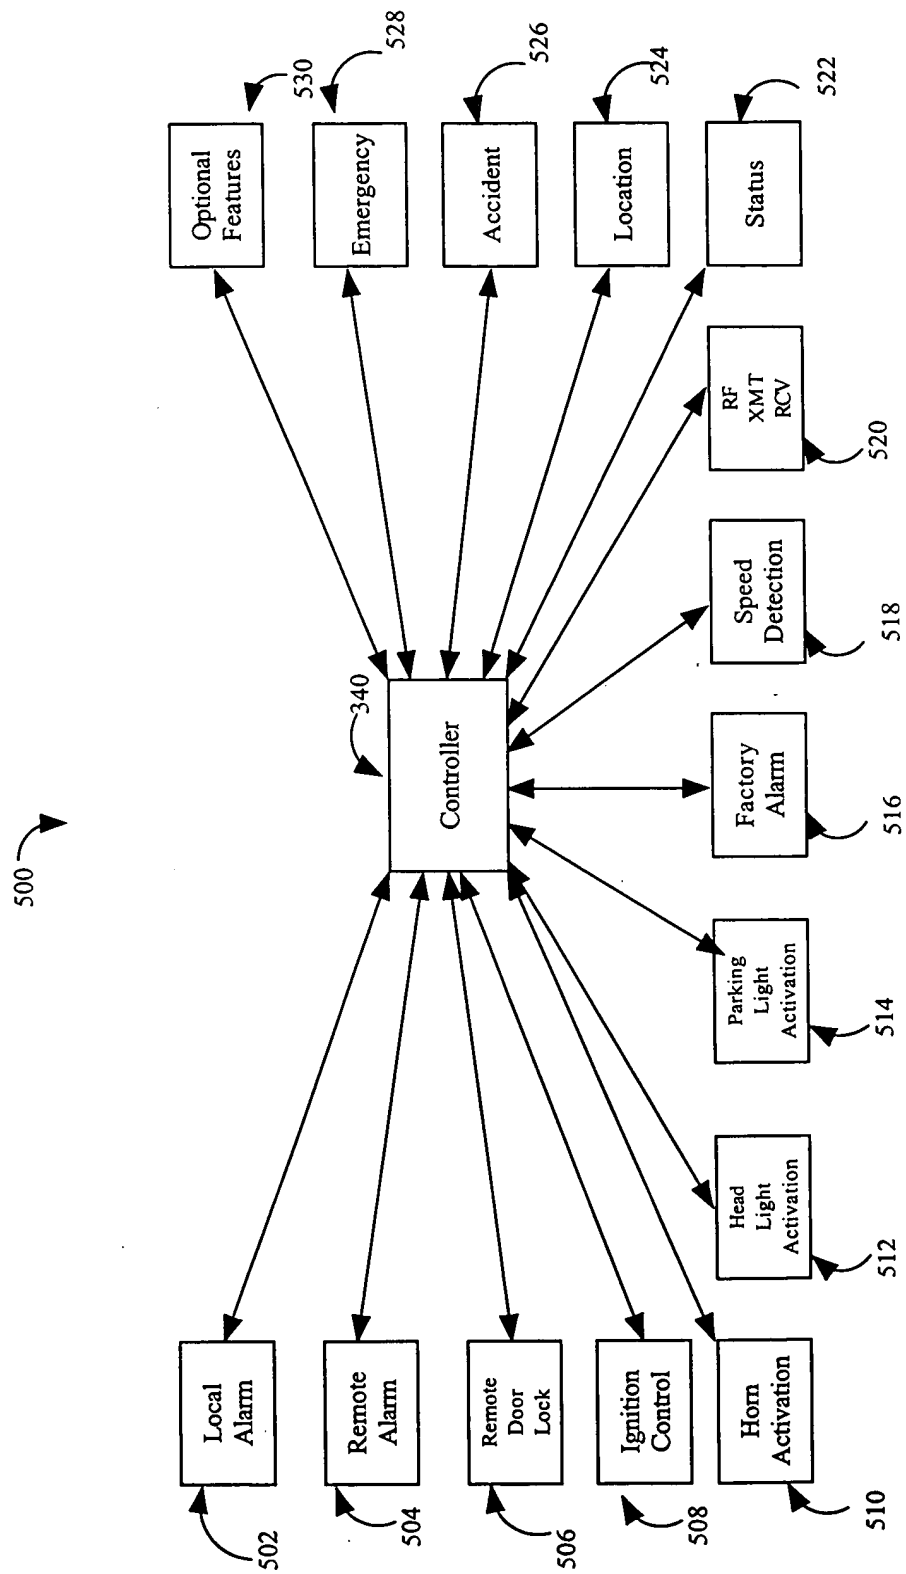 500
340
Controller
Local
Alarm
502
Remote
Alarm
504
Remote
Door
Lock
506
Ignition
Control
508
Horn
Activation
510
Head
Light
Activation
512
Parking
Light
Activation
514
Factory
Alarm
516
Speed
Detection
518
RF
XMT
RCV
520
Status
522
Location
524
Accident
526
Emergency
528
Optional
Features
530